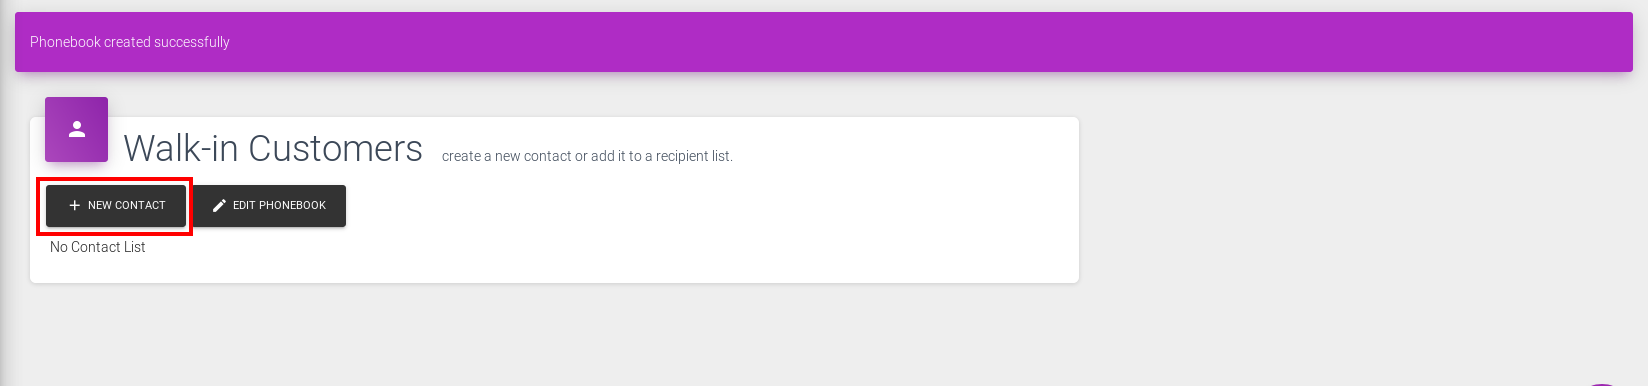 Phonebook created successfully
Walk-in Customers create a new contact or add it to a recipient list.
NEW CONTACT EDIT PHONEBOOK
No Contact List